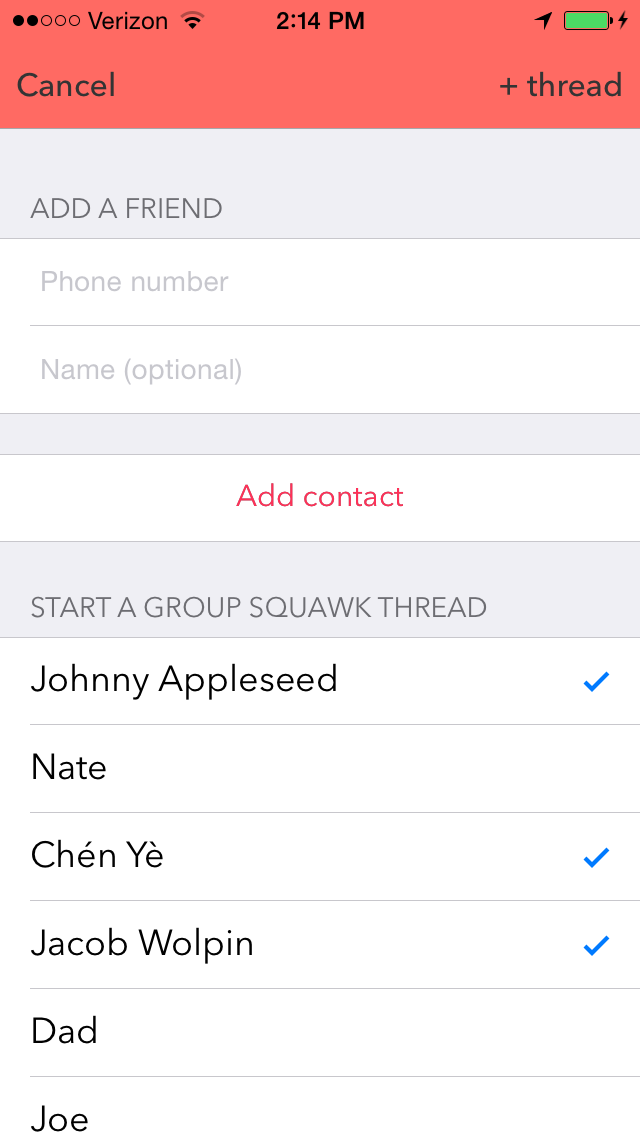 Verizon 2:14 PM
Cancel + thread
ADD A FRIEND
Phone number
Name (optional)
Add contact
START A GROUP SQUAWK THREAD
Johnny Appleseed
Nate
Chén Yè
Jacob Wolpin
Dad
Joe